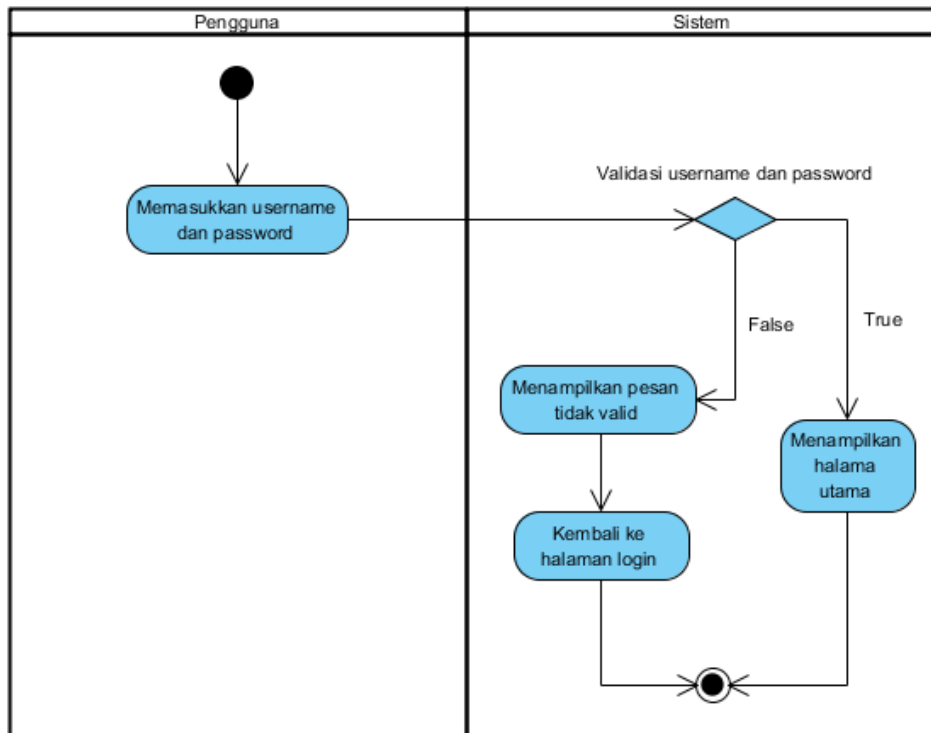 Pengguna
Sistem
Validasi username dan password
Memasukkan username
dan password
False
True
Menampilkan pesan
tidak valid
Menampilkan
halama
utama
Kembali ke
halaman login